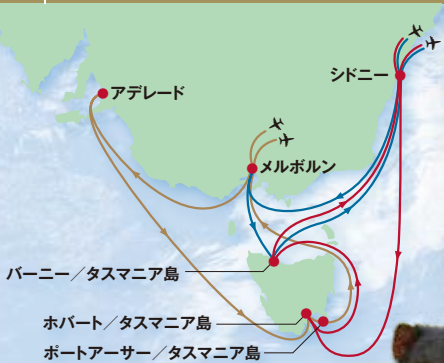 シドニー
アデレード
メルボルン
バーニー／タスマニア島
ホバート／タスマニア島
ポートアーサー／タスマニア島